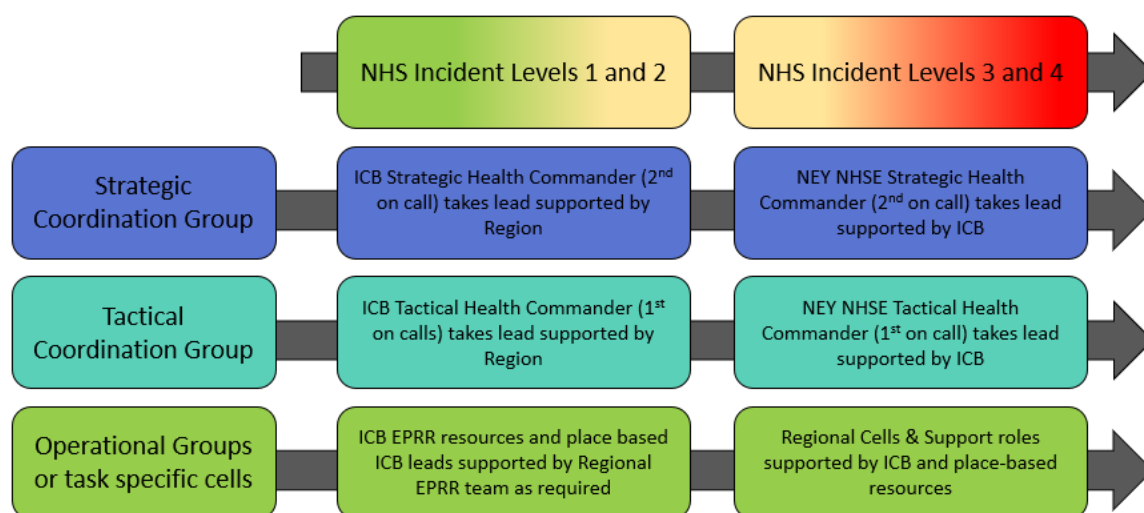 NHS Incident Levels 1 and 2
NHS Incident Levels 3 and 4
Strategic
Coordination Group
ICB Strategic Health Commander (2nd
on call) takes lead supported by
Region
NEY NHSE Strategic Health
Commander (2nd on call) takes lead
supported by ICB
Tactical
Coordination Group
ICB Tactical Health Commander (1st
on calls) takes lead supported by
Region
NEY NHSE Tactical Health
Commander (1st on call) takes lead
supported by ICB
Operational Groups
or task specific cells
ICB EPRR resources and place based
ICB leads supported by Regional
EPRR team as required
Regional Cells & Support roles
supported by ICB and place-based
resources